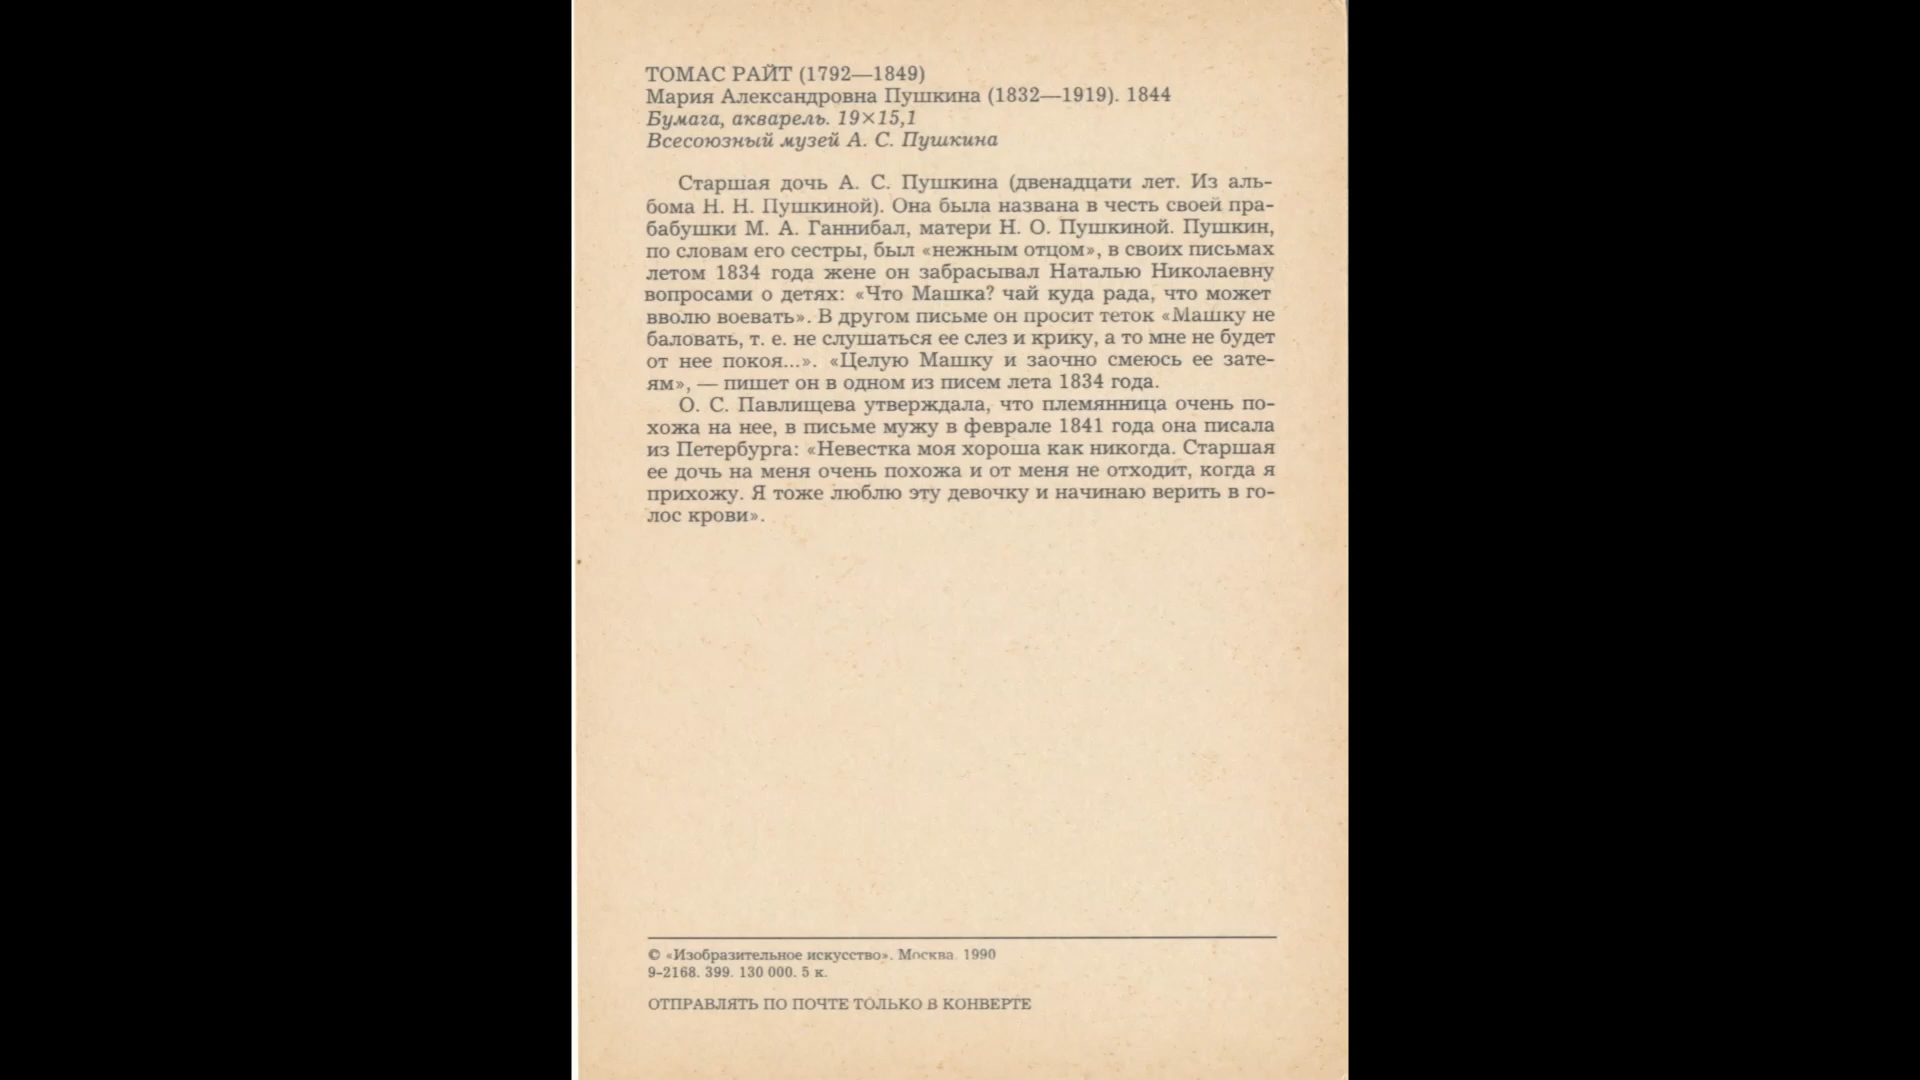 ТОМАС РАЙТ (1792—1849)
Мария Александровна Пушкина (1832—1919). 1844
Бумага, акварель. 19×15,1
Всесоюзный музей А. С. Пушкина
Старшая дочь А. С. Пушкина (двенадцати лет. Из аль-
бома Н. Н. Пушкиной). Она была названа в честь своей пра-
бабушки М. А. Ганнибал, матери Н. О. Пушкиной. Пушкин,
по словам его сестры, был «нежным отцом», в своих письмах
летом 1834 года жене он забрасывал Наталью Николаевну
вопросами о детях: «Что Машка? чай куда рада, что может
вволю воевать». В другом письме он просит теток «Машку не
баловать, т. е. не слушаться ее слез и крику, а то мне не будет
от нее покоя...». «Целую Машку и заочно смеюсь ее зате-
ям», — пишет он в одном из писем лета 1834 года.
О. С. Павлищева утверждала, что племянница очень по-
хожа на нее, в письме мужу в феврале 1841 года она писала
из Петербурга: «Невестка моя хороша как никогда. Старшая
ее дочь на меня очень похожа и от меня не отходит, когда я
прихожу. Я тоже люблю эту девочку и начинаю верить в го-
лос крови».
© «Изобразительное искусство». Москва. 1990
9-2168. 399. 130 000. 5 к.
ОТПРАВЛЯТЬ ПО ПОЧТЕ ТОЛЬКО В КОНВЕРТЕ